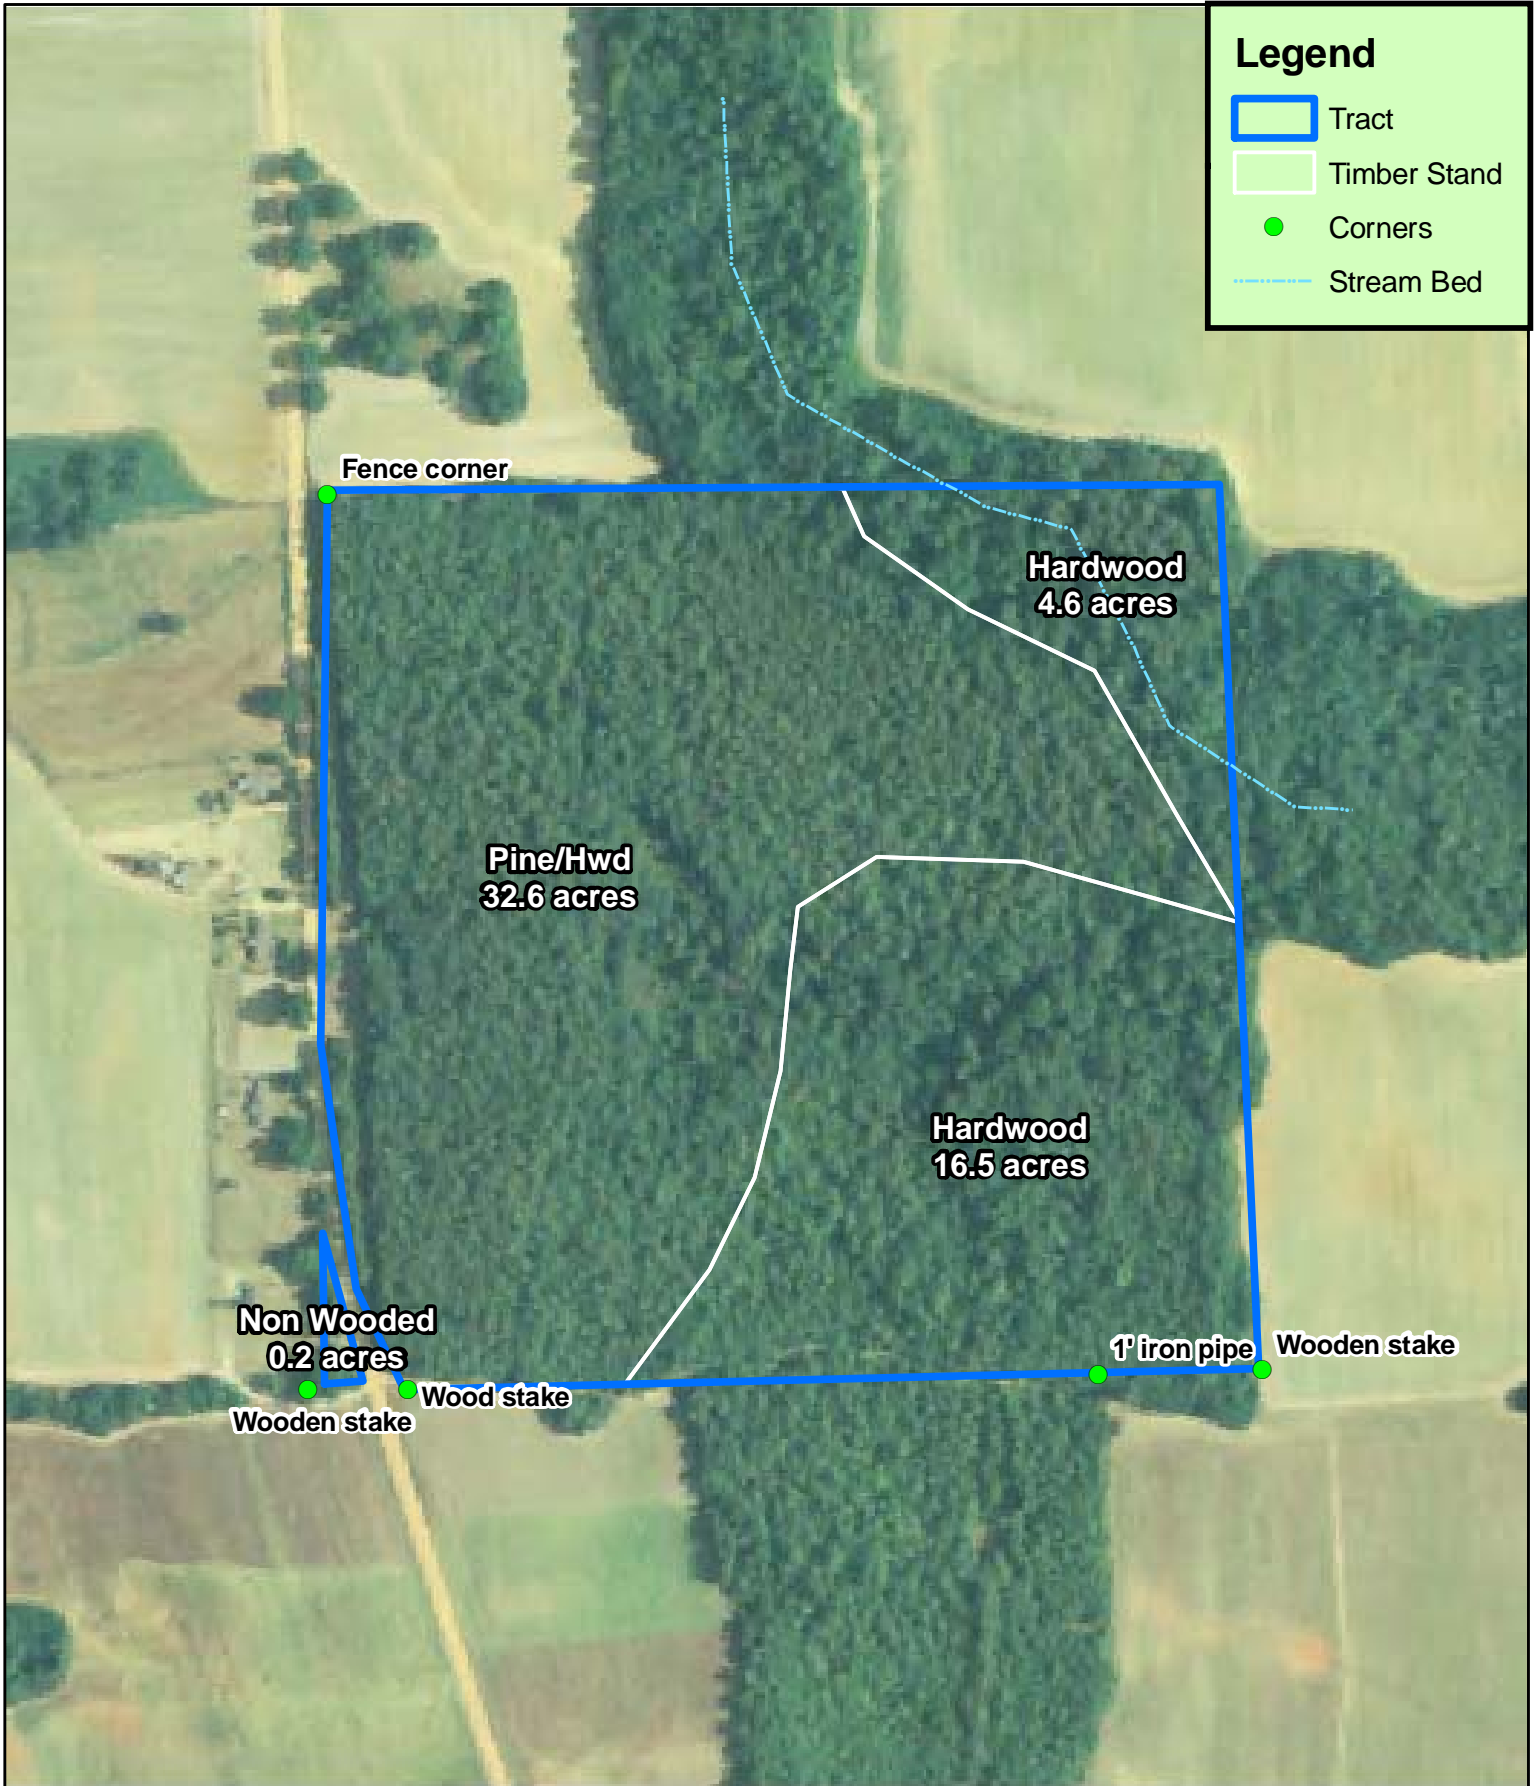 Legend
Tract
Timber Stand
Corners
Stream Bed
Fence corner
Hardwood
4.6 acres
Pine/Hwd
32.6 acres
Hardwood
16.5 acres
Non Wooded
0.2 acres
1' iron pipe
Wooden stake
Wood stake
Wooden stake